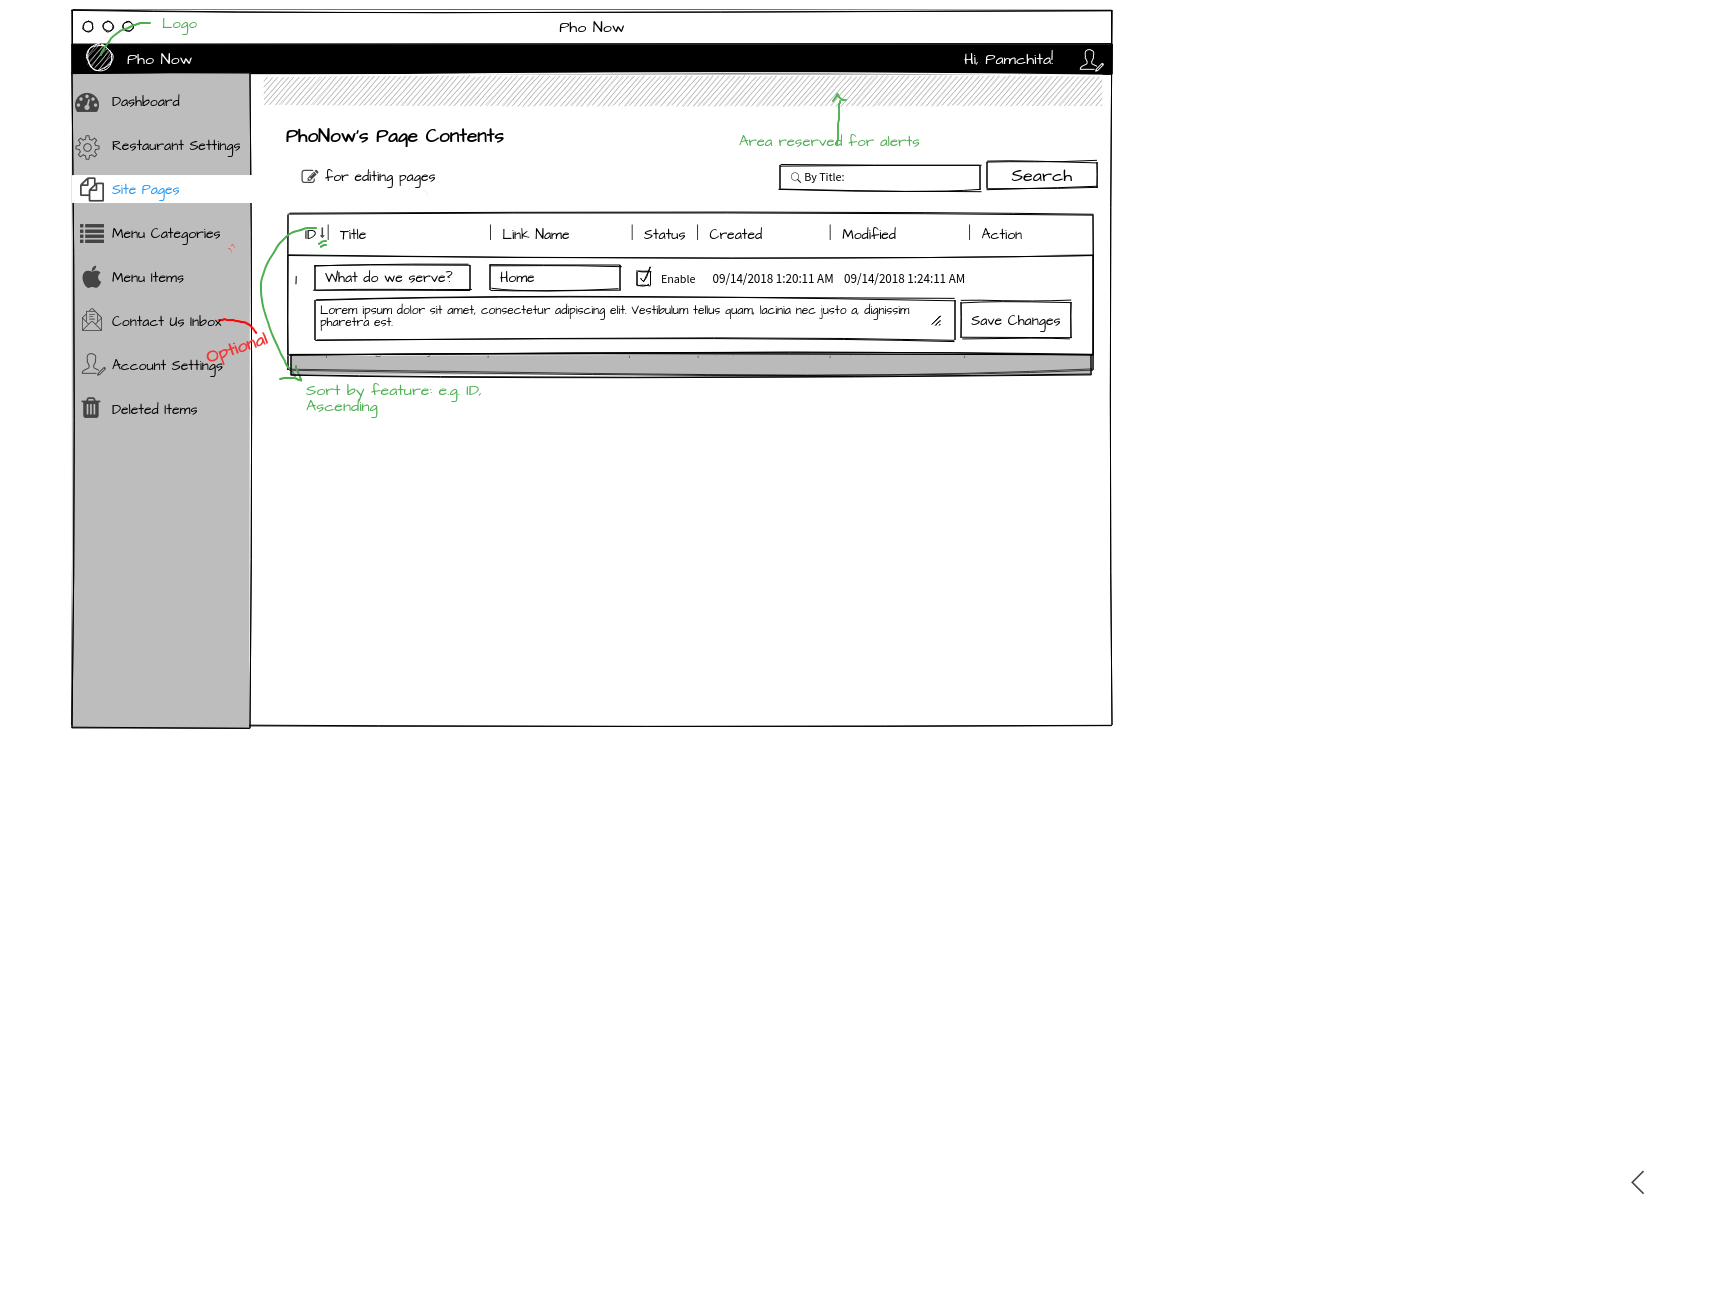 Logo
Pho Now
Pho Now
Hi, Pamchita!
Dashboard
Restaurant Settings
Site Pages
Menu Categories
Menu Items
Contact Us Inbox
Optional
Account Settings
Deleted Items
PhoNow's Page Contents
Area reserved for alerts
for editing pages
By Title:
Search
ID Title Link Name Status Created Modified Action
1 What do we serve? Home Enable 09/14/2018 1:20:11 AM 09/14/2018 1:24:11 AM
Lorem ipsum dolor sit amet, consectetur adipiscing elit. Vestibulum tellus quam, lacinia nec justo a, dignissim
pharetra est.
Save Changes
Sort by feature: e.g. ID,
Ascending